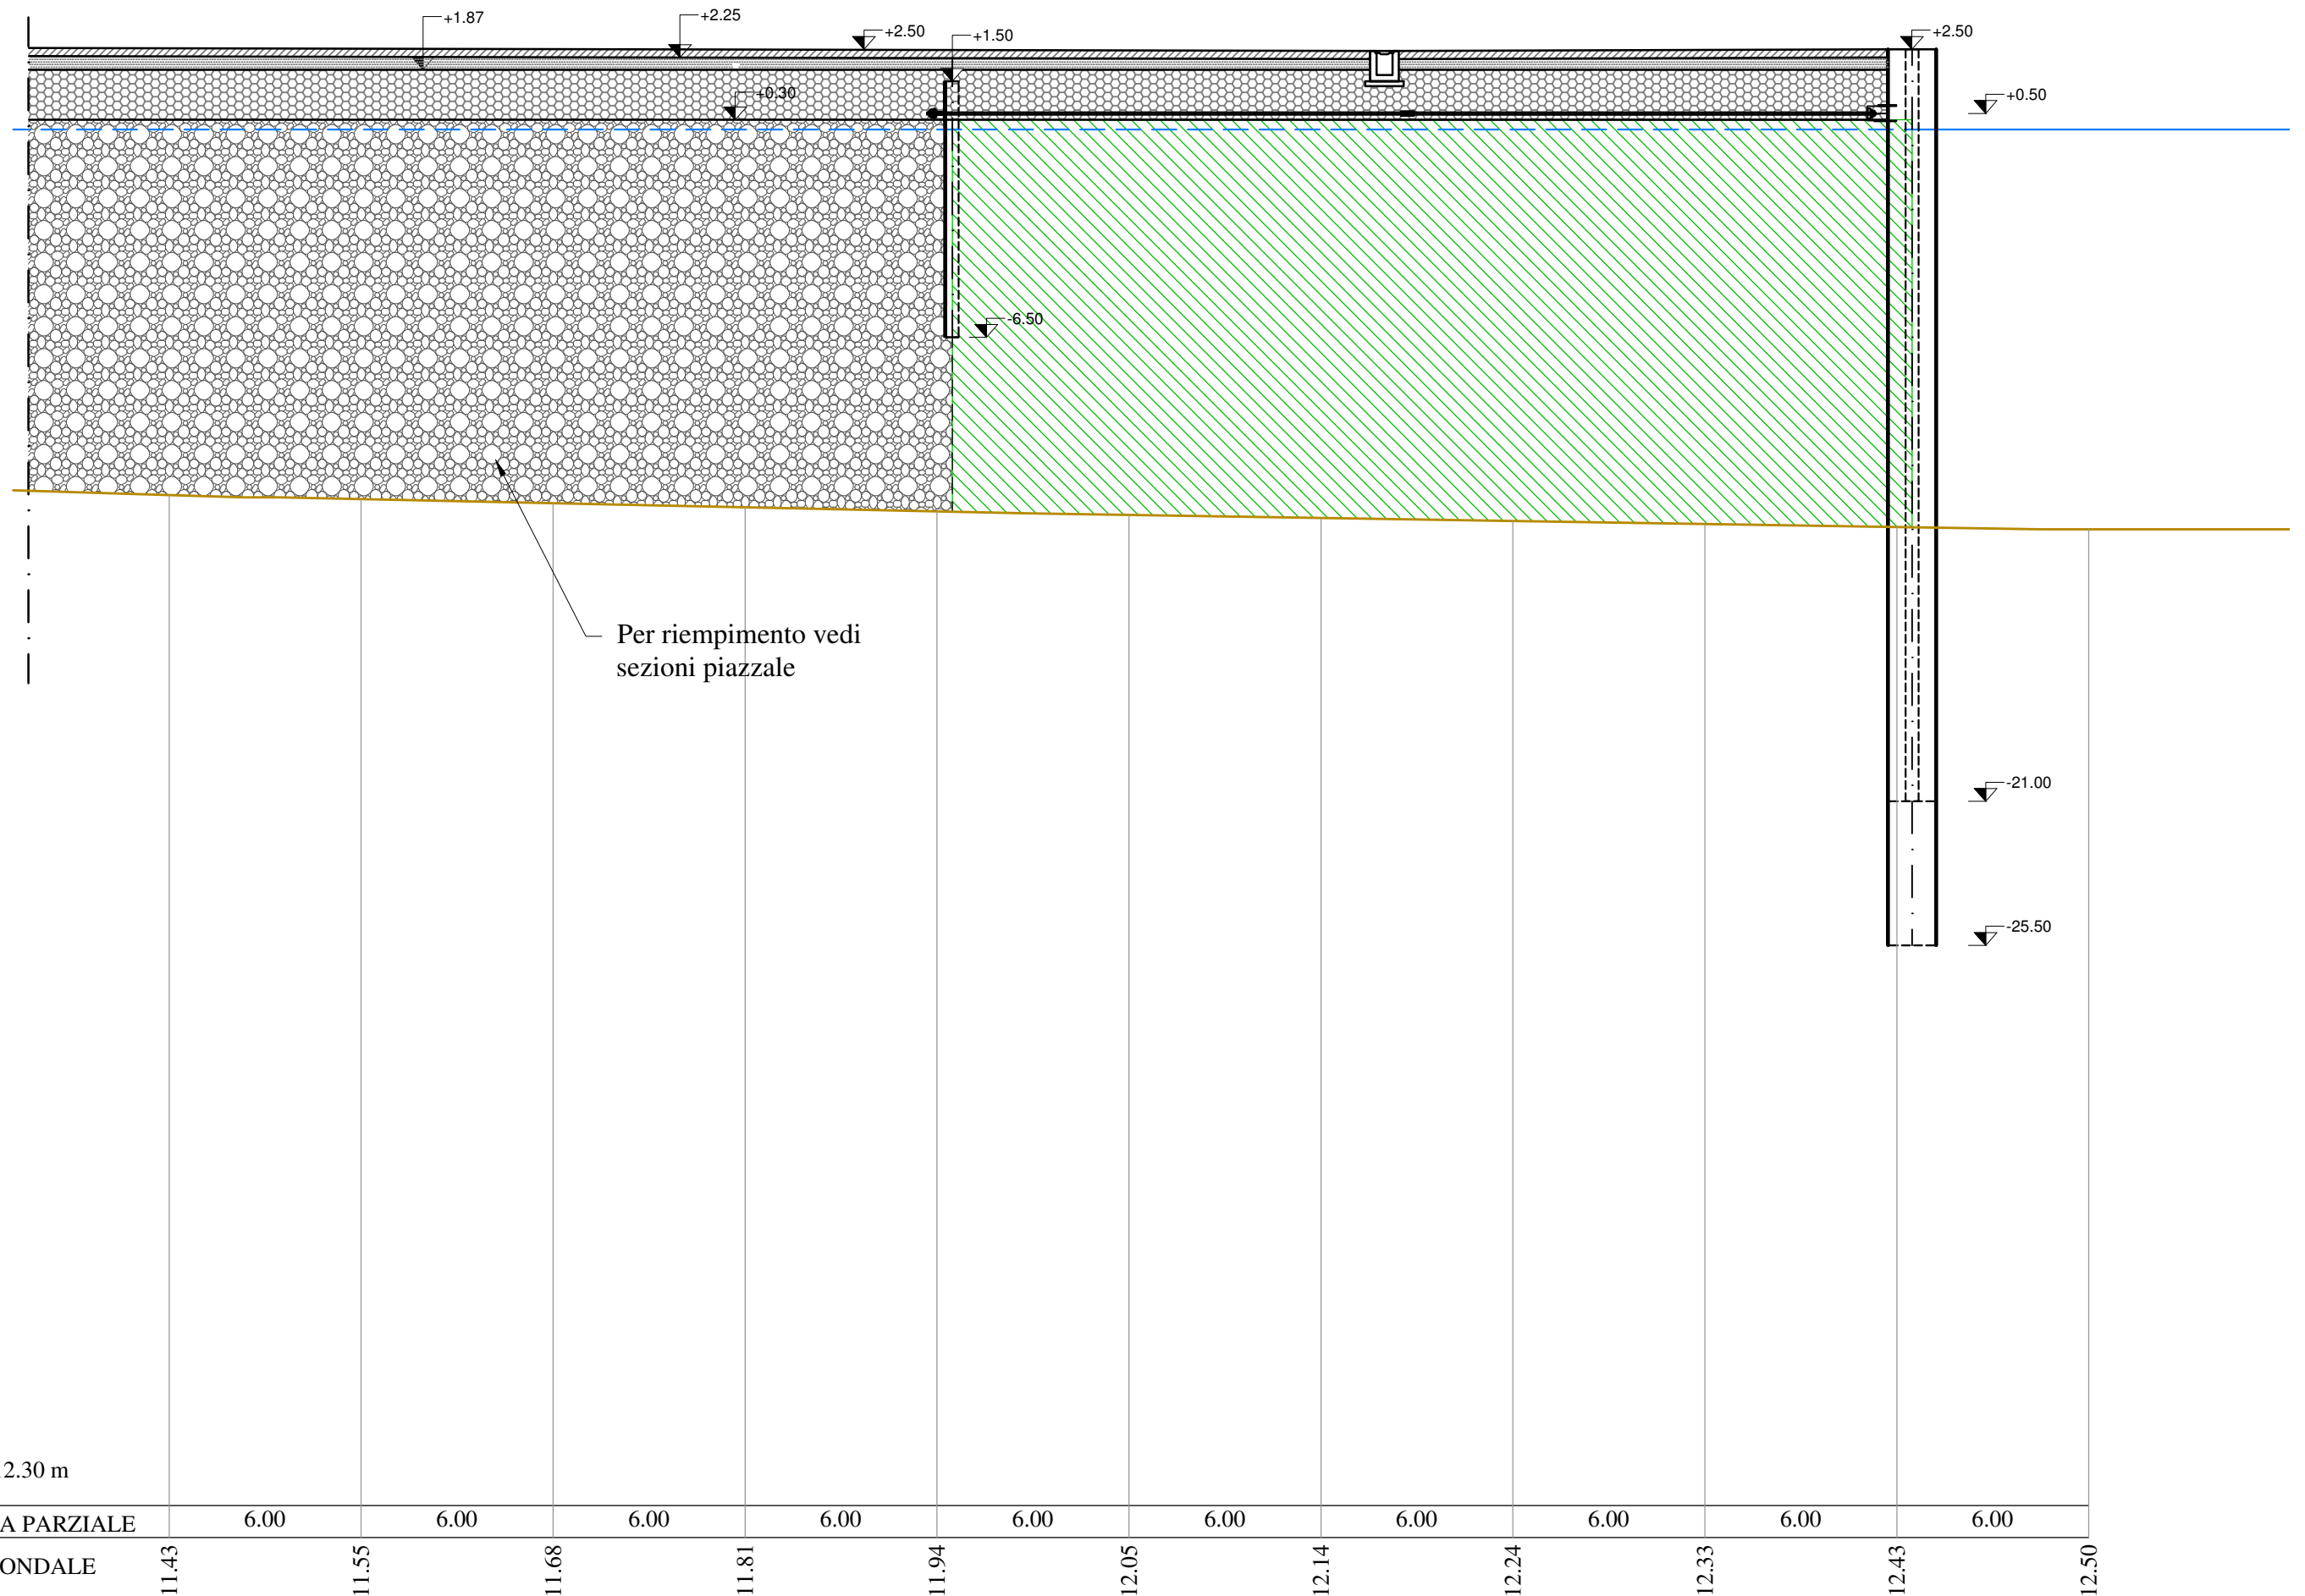 +1.87
+2.25
+2.50
+1.50
+2.50
+0.30
+0.50
-6.50
Per riempimento vedi
sezioni piazzale
-21.00
-25.50
2.30 m
A PARZIALE 6.00 6.00 6.00 6.00 6.00 6.00 6.00 6.00 6.00 6.00
ONDALE 11.43 11.55 11.68 11.81 11.94 12.05 12.14 12.24 12.33 12.43 12.50